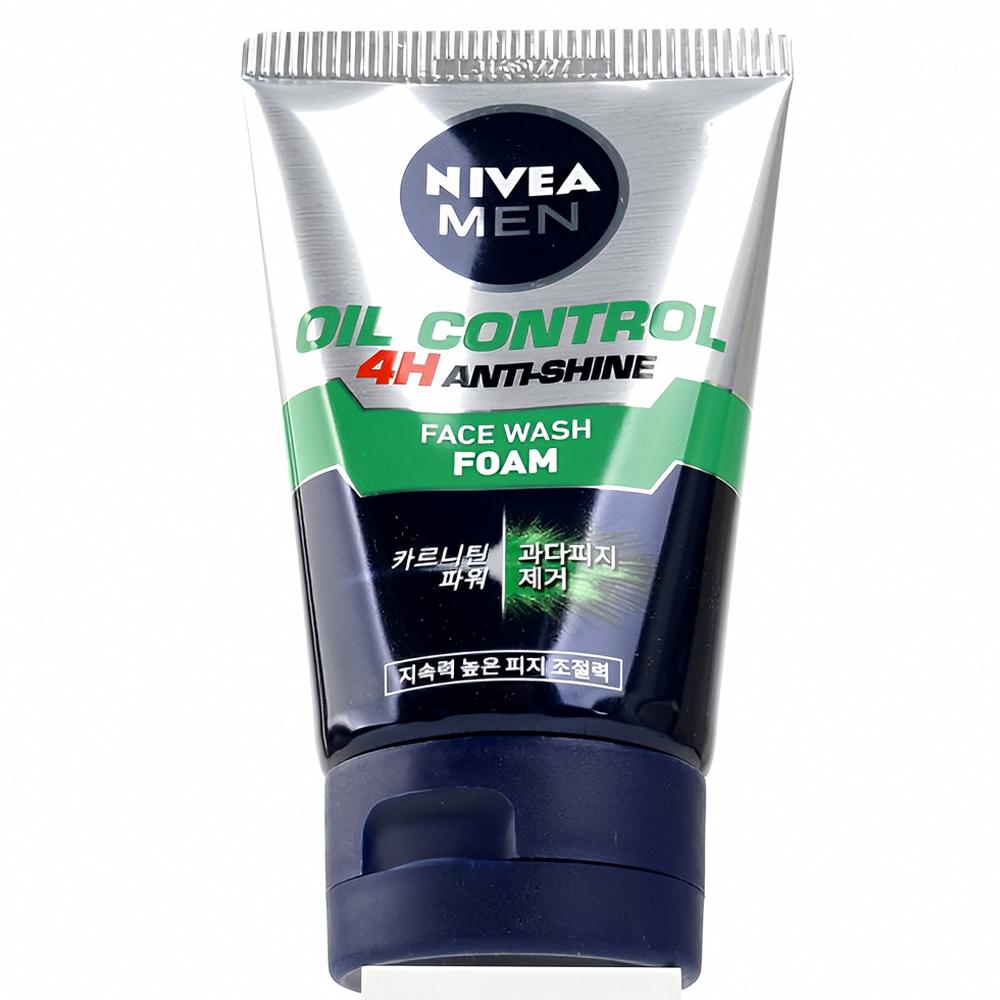 NIVEA
MEN
OIL CONTROL
4H ANTI-SHINE
FACE WASH
FOAM
카르니틴
파워
과다피지
제거
지속력 높은 피지 조절력